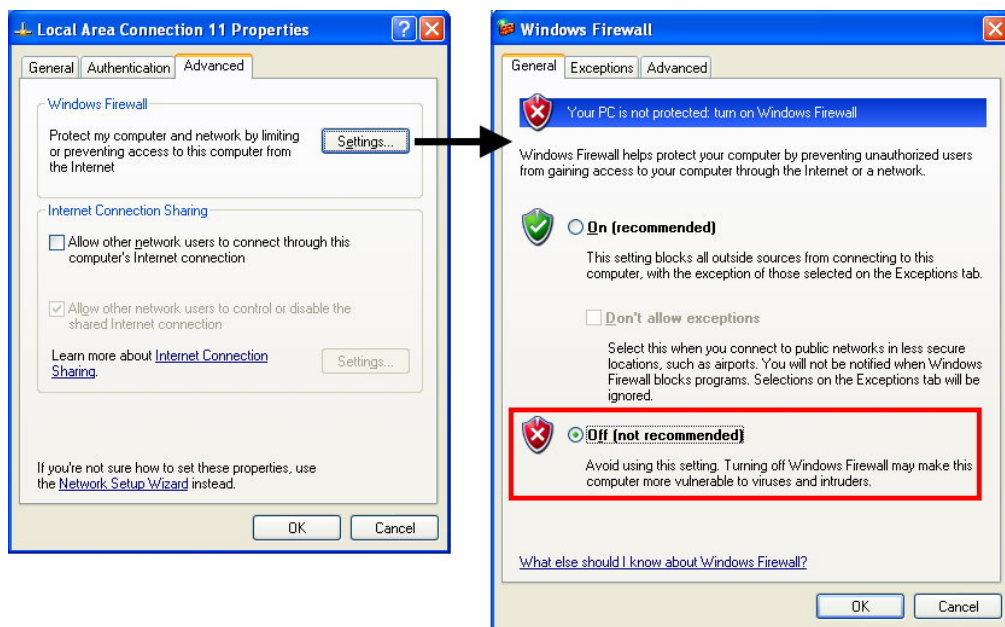 Local Area Connection 11 Properties
General Authentication Advanced
Windows Firewall
Protect my computer and network by limiting
or preventing access to this computer from
the Internet
Settings...
Internet Connection Sharing
Allow other network users to connect through this
computer's Internet connection
Allow other network users to control or disable the
shared Internet connection
Learn more about Internet Connection
Sharing.
Settings...
If you're not sure how to set these properties, use
the Network Setup Wizard instead.
OK Cancel
Windows Firewall
General Exceptions Advanced
Your PC is not protected: turn on Windows Firewall
Windows Firewall helps protect your computer by preventing unauthorized users
from gaining access to your computer through the Internet or a network.
On (recommended)
This setting blocks all outside sources from connecting to this
computer, with the exception of those selected on the Exceptions tab.
Don't allow exceptions
Select this when you connect to public networks in less secure
locations, such as airports. You will not be notified when Windows
Firewall blocks programs. Selections on the Exceptions tab will be
ignored.
Off (not recommended)
Avoid using this setting. Turning off Windows Firewall may make this
computer more vulnerable to viruses and intruders.
What else should I know about Windows Firewall?
OK Cancel